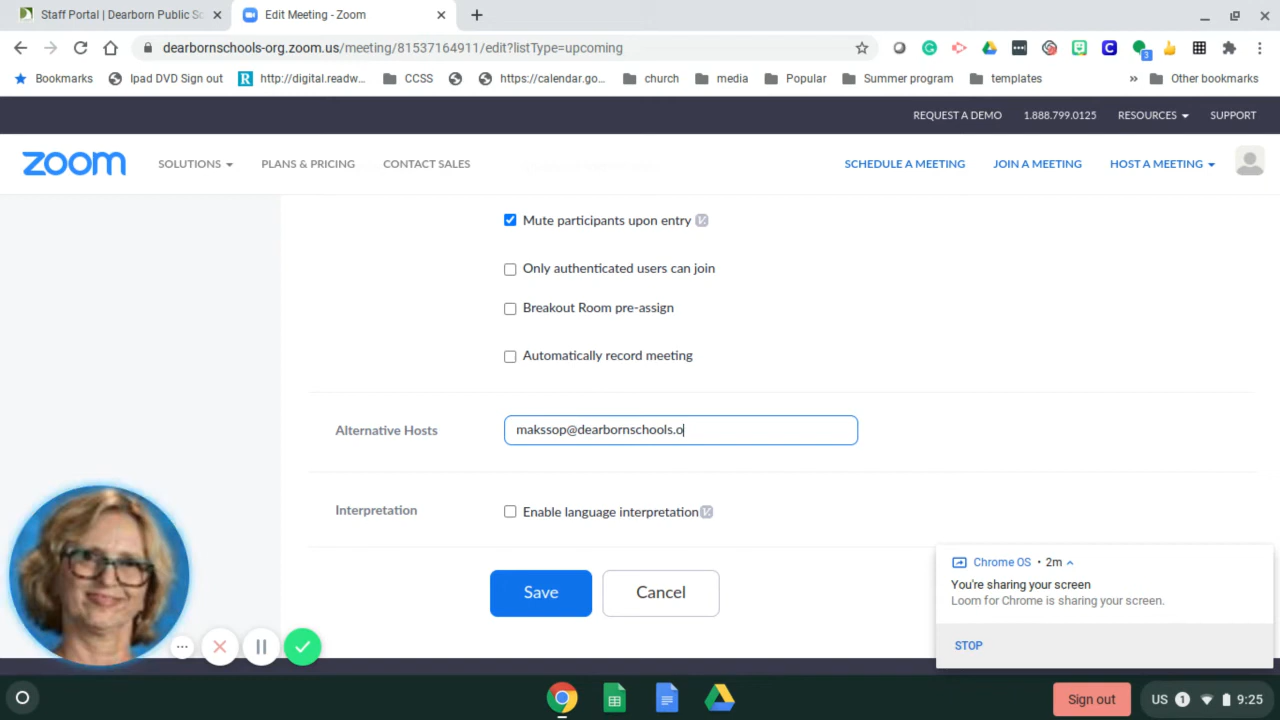 Staff Portal | Dearborn Public Sc
Edit Meeting - Zoom
dearbornschools-org.zoom.us/meeting/81537164911/edit?listType=upcoming
3
Bookmarks
Ipad DVD Sign out
R
http://digital.readw...
CCSS
https://calendar.go...
church
media
Popular
Summer program
templates
»
Other bookmarks
REQUEST A DEMO
1.888.799.0125
RESOURCES
SUPPORT
zoom
SOLUTIONS
PLANS & PRICING
CONTACT SALES
SCHEDULE A MEETING
JOIN A MEETING
HOST A MEETING
Mute participants upon entry
Only authenticated users can join
Breakout Room pre-assign
Automatically record meeting
Alternative Hosts
makssop@dearbornschools.o
Interpretation
Enable language interpretation
Save
Cancel
Chrome OS • 2m
You're sharing your screen
Loom for Chrome is sharing your screen.
STOP
Sign out
US
1
9:25